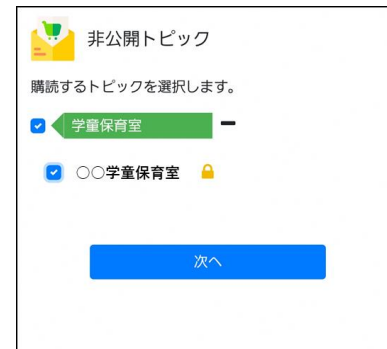 非公開トピック
購読するトピックを選択します。
学童保育室
○○学童保育室
次へ